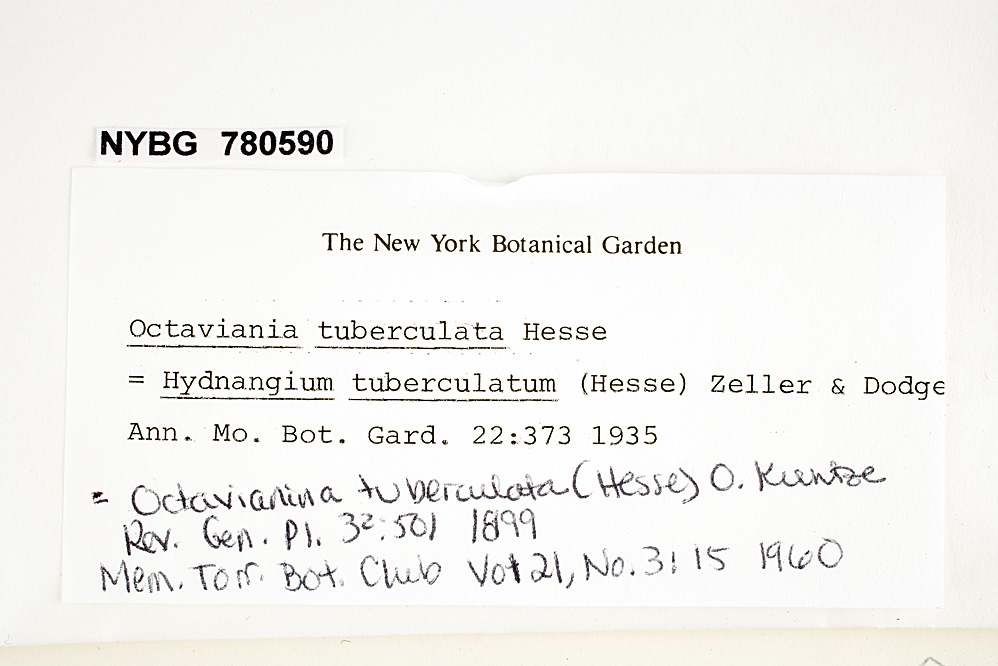 NYBG 780590
The New York Botanical Garden
Octaviania tuberculata Hesse
= Hydnangium tuberculatum (Hesse) Zeller & Dodge
Ann. Mo. Bot. Gard. 22:373 1935
= Octavianina tuberculata (Hesse) O. Kuntze
Rev. Gen. Pl. 3²:501 1899
Mem. Torr. Bot. Club Vol 21, No. 3: 15 1960